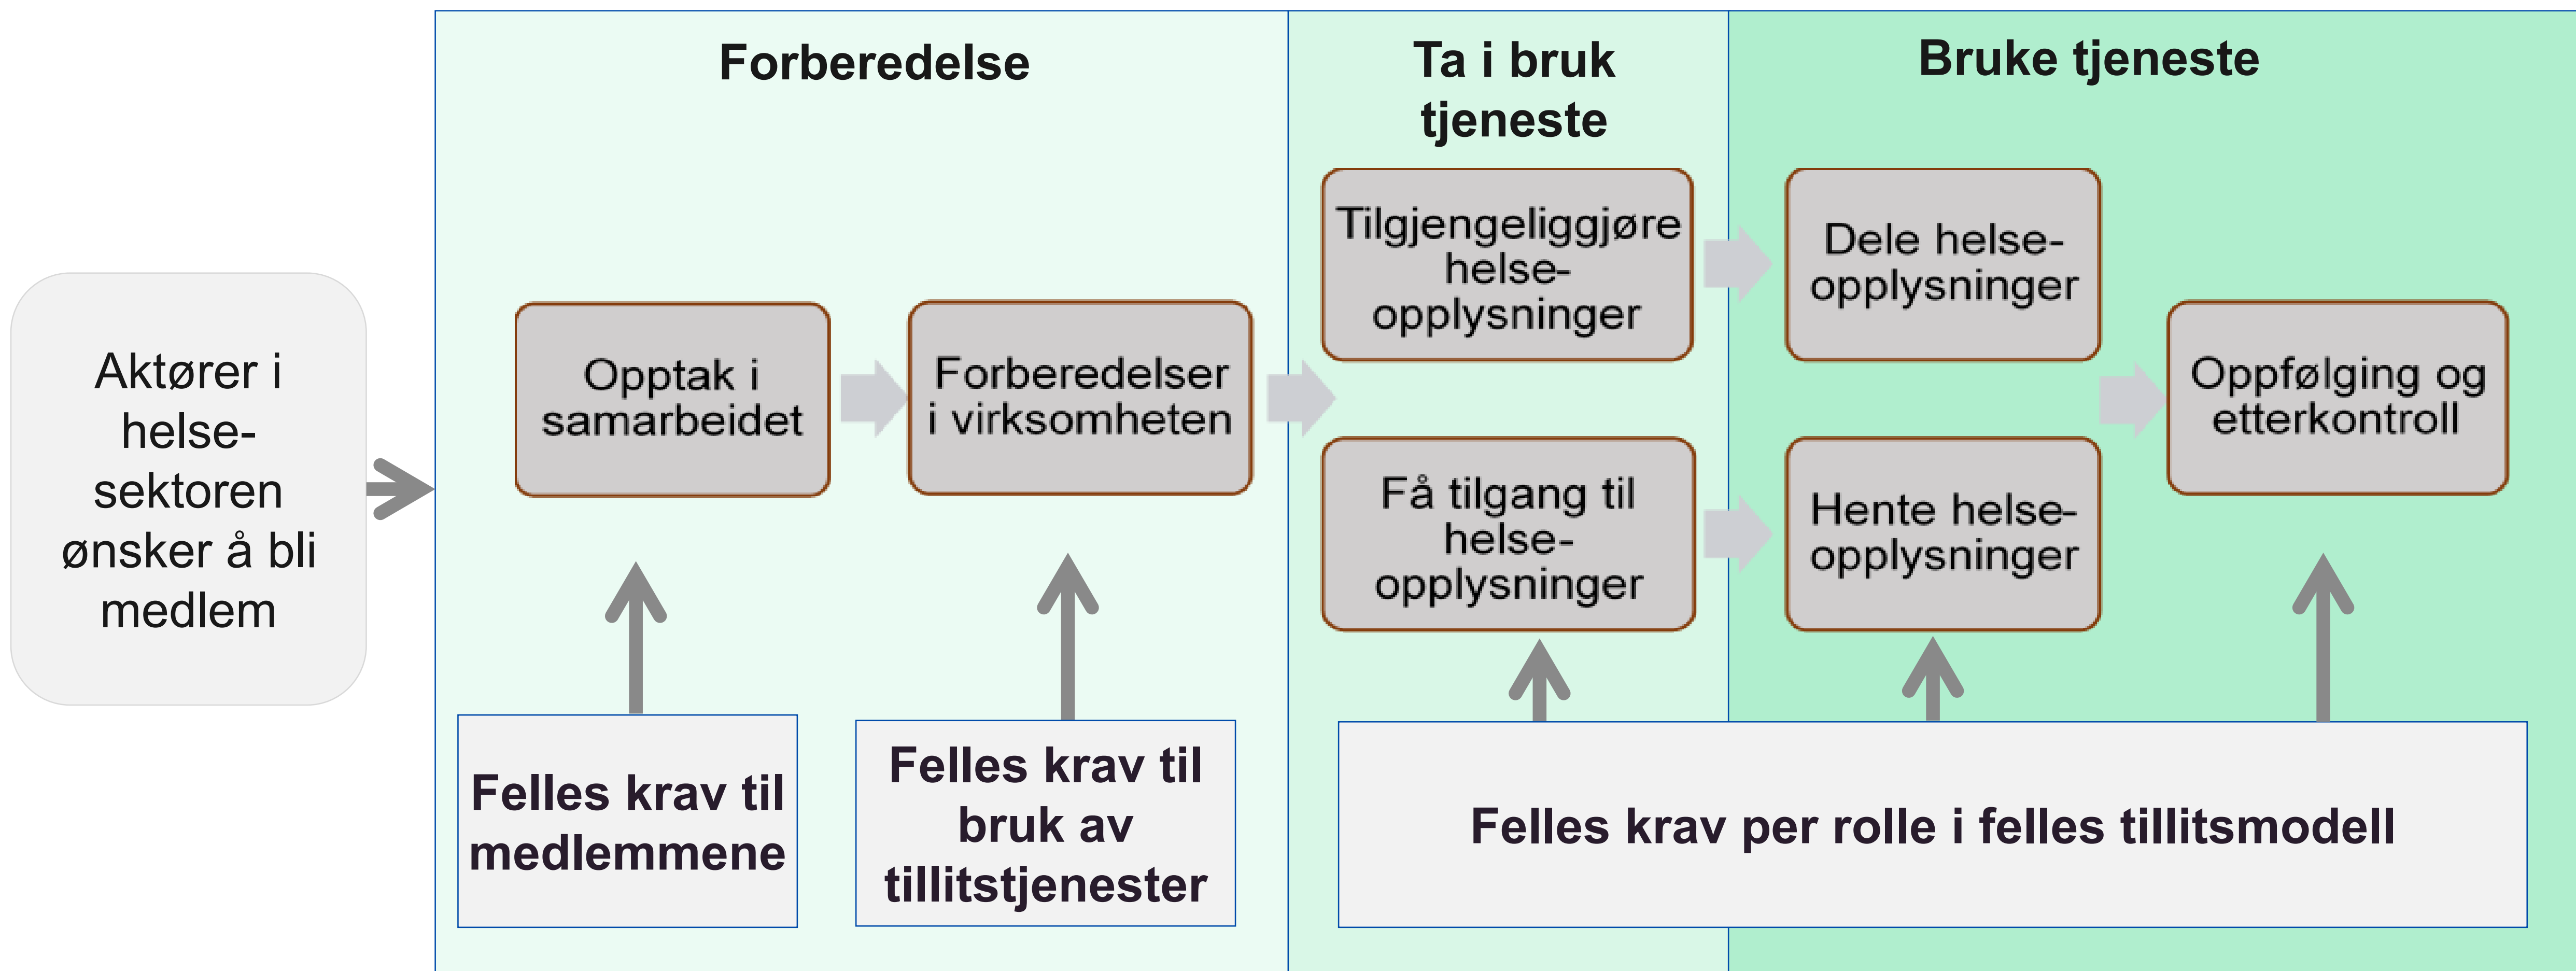 Forberedelse
Ta i bruk
tjeneste
Bruke tjeneste
Aktører i
helse-
sektoren
ønsker å bli
medlem
Opptak i
samarbeidet
Forberedelser
i virksomheten
Tilgjengeliggjøre
helse-
opplysninger
Få tilgang til
helse-
opplysninger
Dele helse-
opplysninger
Hente helse-
opplysninger
Oppfølging og
etterkontroll
Felles krav til
medlemmene
Felles krav til
bruk av
tillitstjenester
Felles krav per rolle i felles tillitsmodell